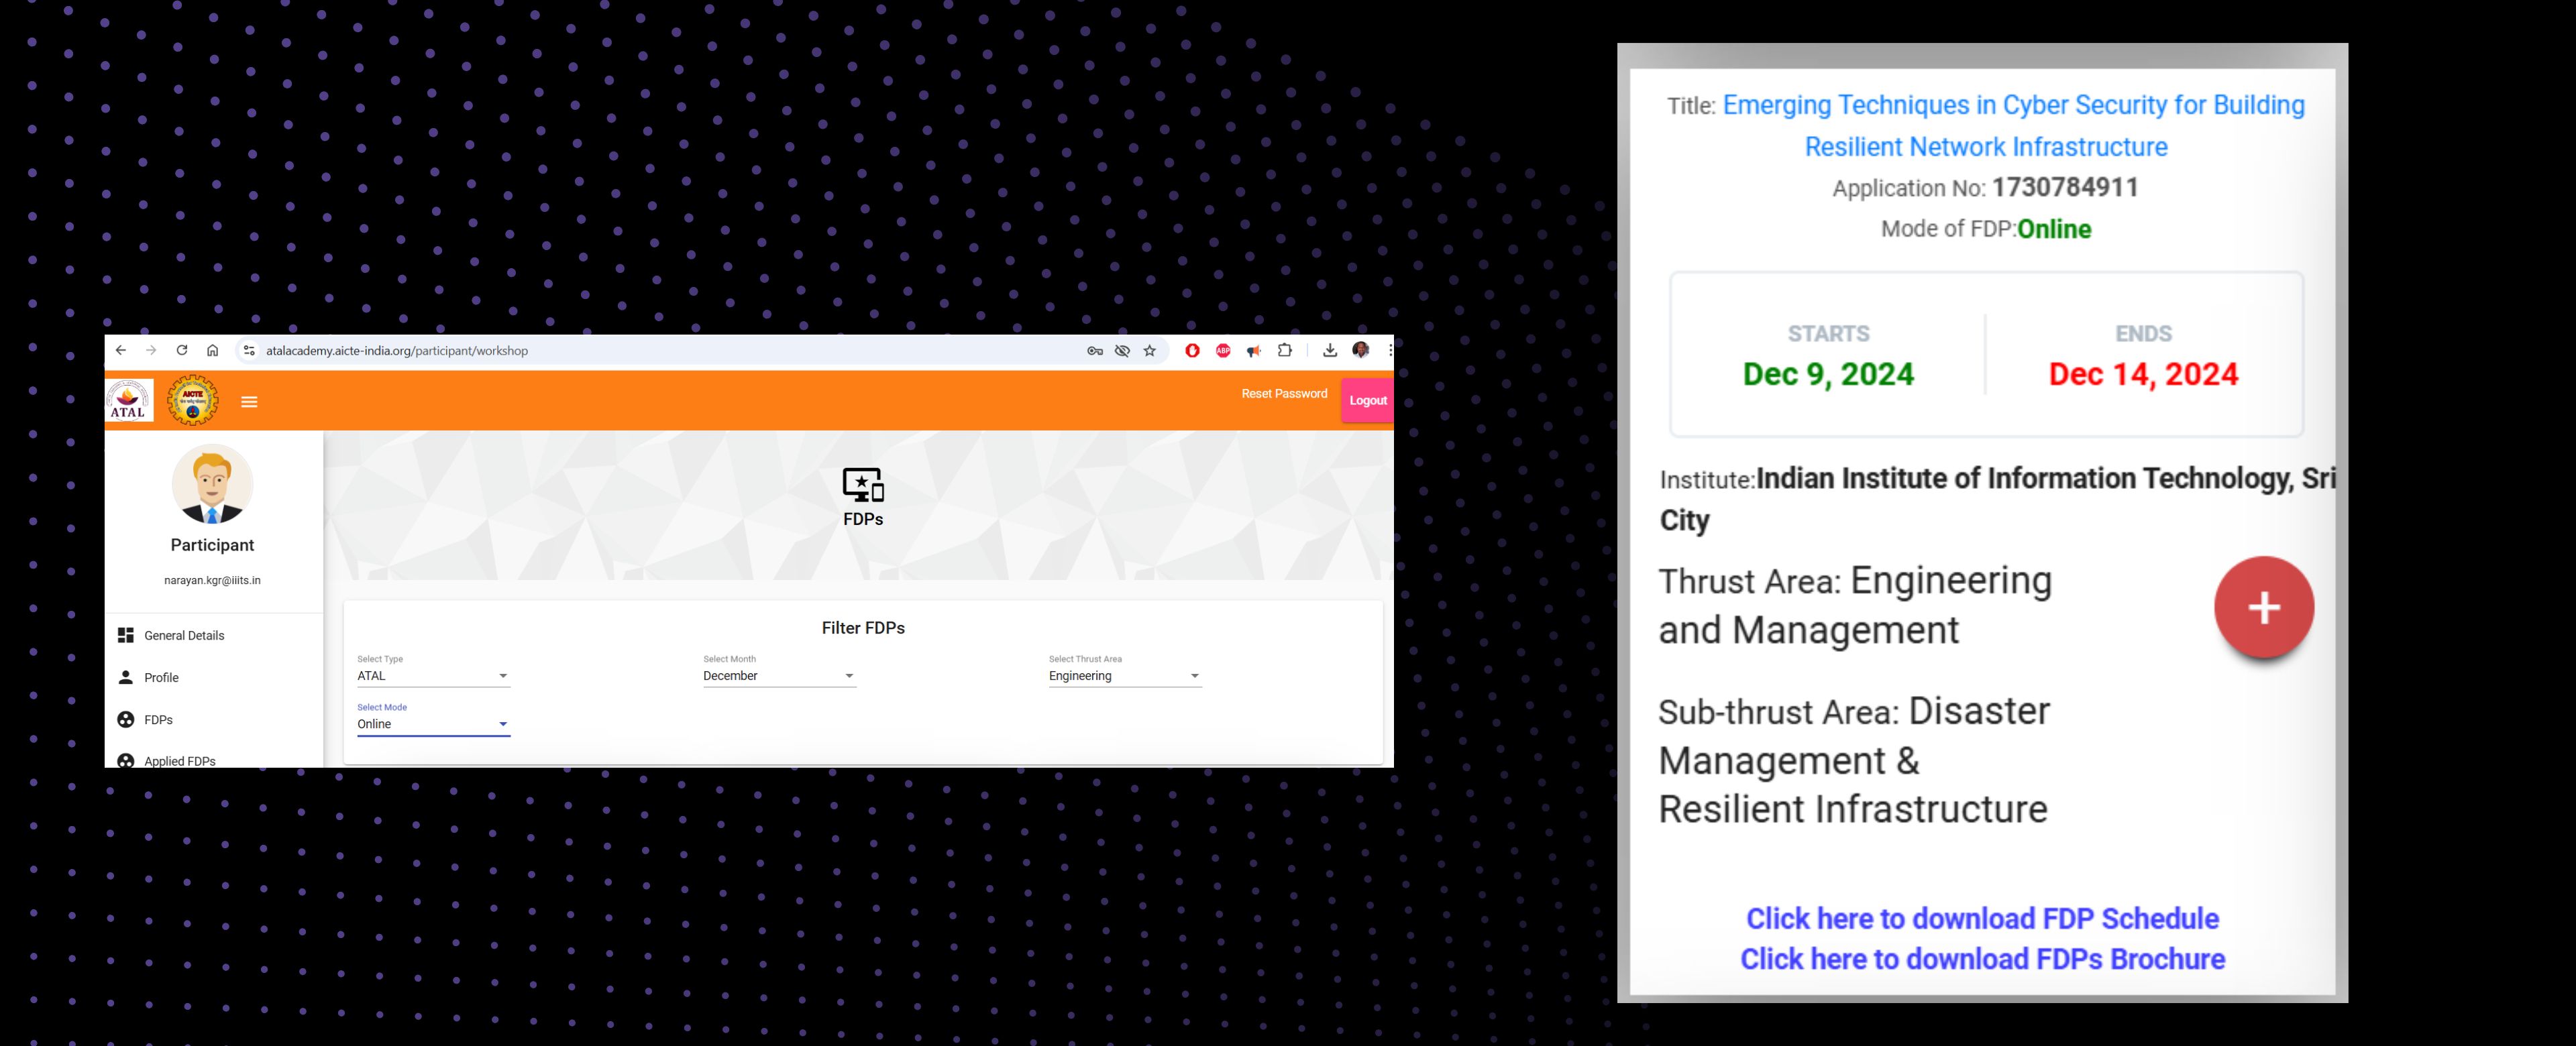 atalacademy.aicte-india.org/participant/workshop
ABP
ATAL
AICTE
Reset Password
Logout
Participant
narayan.kgr@iiits.in
General Details
Profile
FDPs
Applied FDPs
FDPs
Filter FDPs
Select Type
ATAL
Select Month
December
Select Thrust Area
Engineering
Select Mode
Online
Title: Emerging Techniques in Cyber Security for Building
Resilient Network Infrastructure
Application No: 1730784911
Mode of FDP:Online
STARTS
Dec 9, 2024
ENDS
Dec 14, 2024
Institute:Indian Institute of Information Technology, Sri
City
Thrust Area: Engineering
and Management
Sub-thrust Area: Disaster
Management &
Resilient Infrastructure
Click here to download FDP Schedule
Click here to download FDPs Brochure